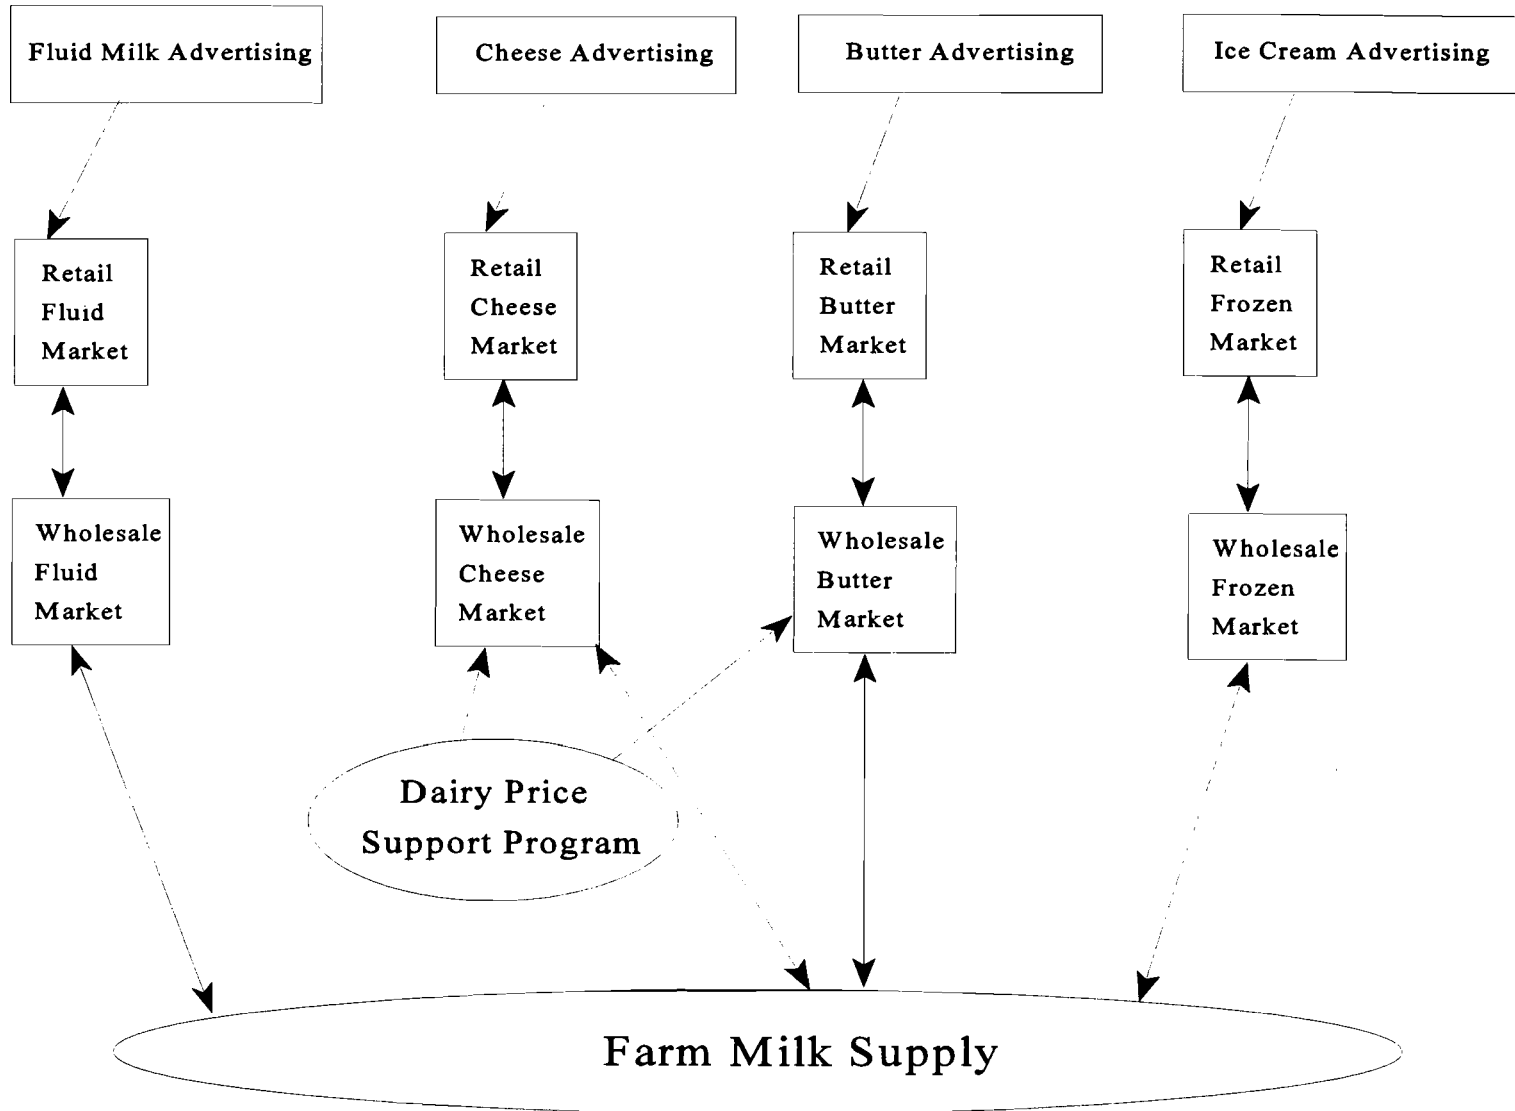 Fluid Milk Advertising
Cheese Advertising
Butter Advertising
Ice Cream Advertising
Retail
Fluid
Market
Retail
Cheese
Market
Retail
Butter
Market
Retail
Frozen
Market
Wholesale
Fluid
Market
Wholesale
Cheese
Market
Wholesale
Butter
Market
Wholesale
Frozen
Market
Dairy Price
Support Program
Farm Milk Supply